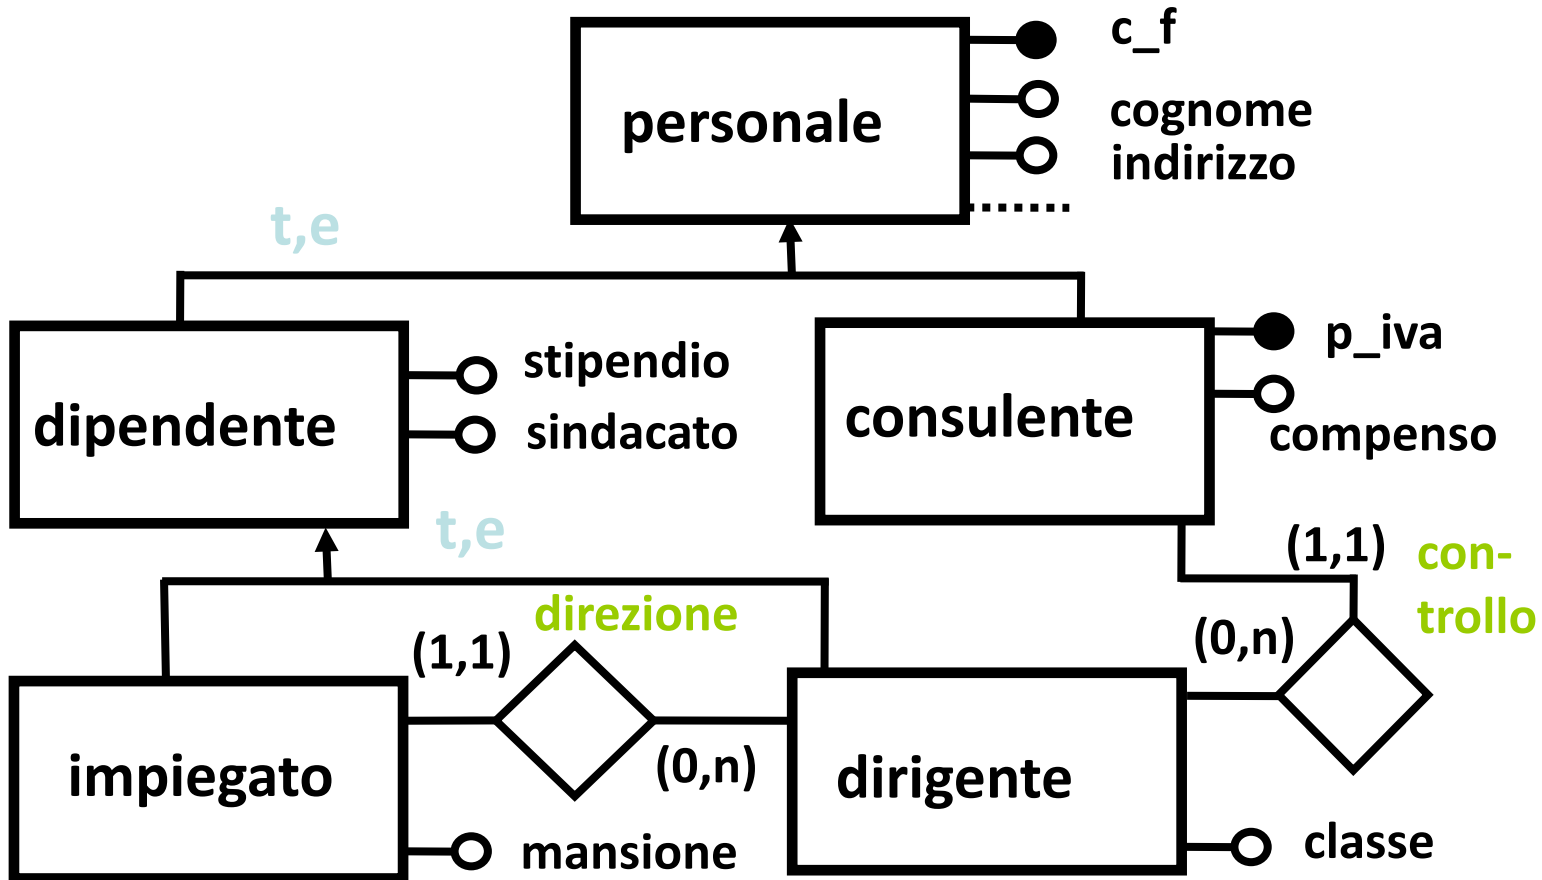 c_f
personale
cognome
indirizzo
t,e
stipendio
p_iva
dipendente
sindacato
consulente
compenso
t,e
(1,1)
con-
trollo
direzione
(1,1)
(0,n)
impiegato
(0,n)
dirigente
mansione
classe